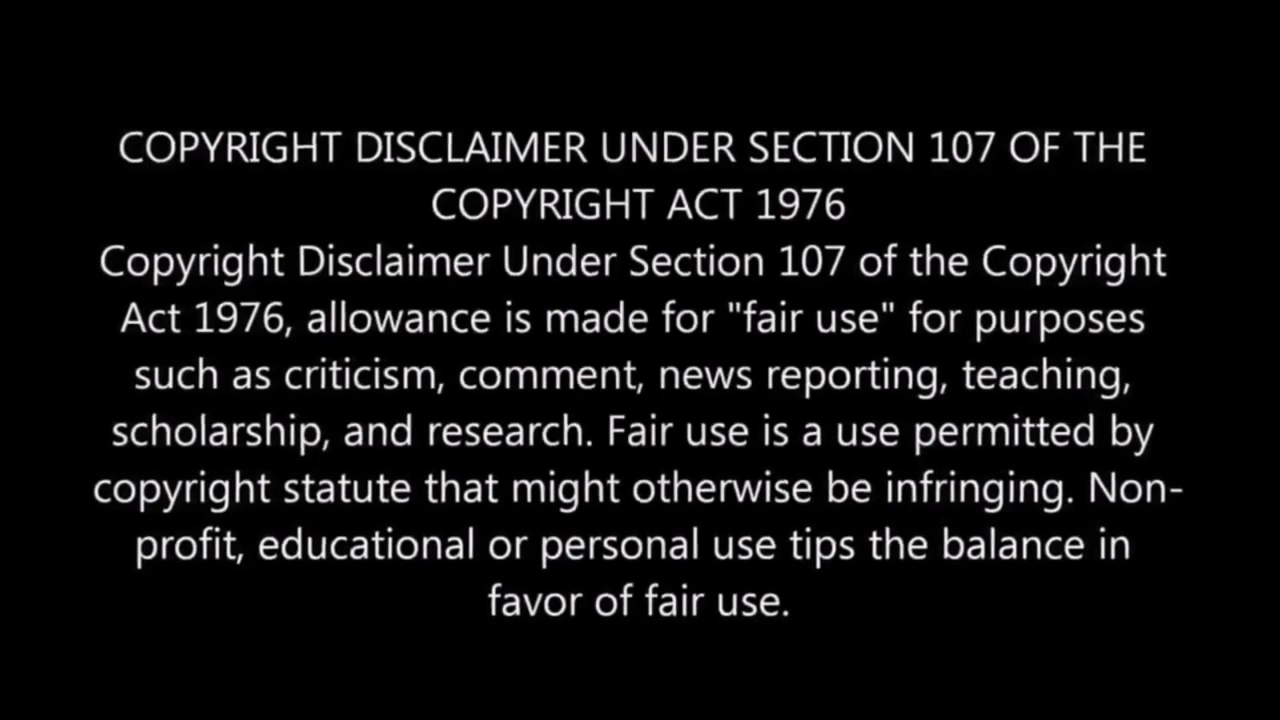 COPYRIGHT DISCLAIMER UNDER SECTION 107 OF THE
COPYRIGHT ACT 1976
Copyright Disclaimer Under Section 107 of the Copyright
Act 1976, allowance is made for "fair use" for purposes
such as criticism, comment, news reporting, teaching,
scholarship, and research. Fair use is a use permitted by
copyright statute that might otherwise be infringing. Non-
profit, educational or personal use tips the balance in
favor of fair use.